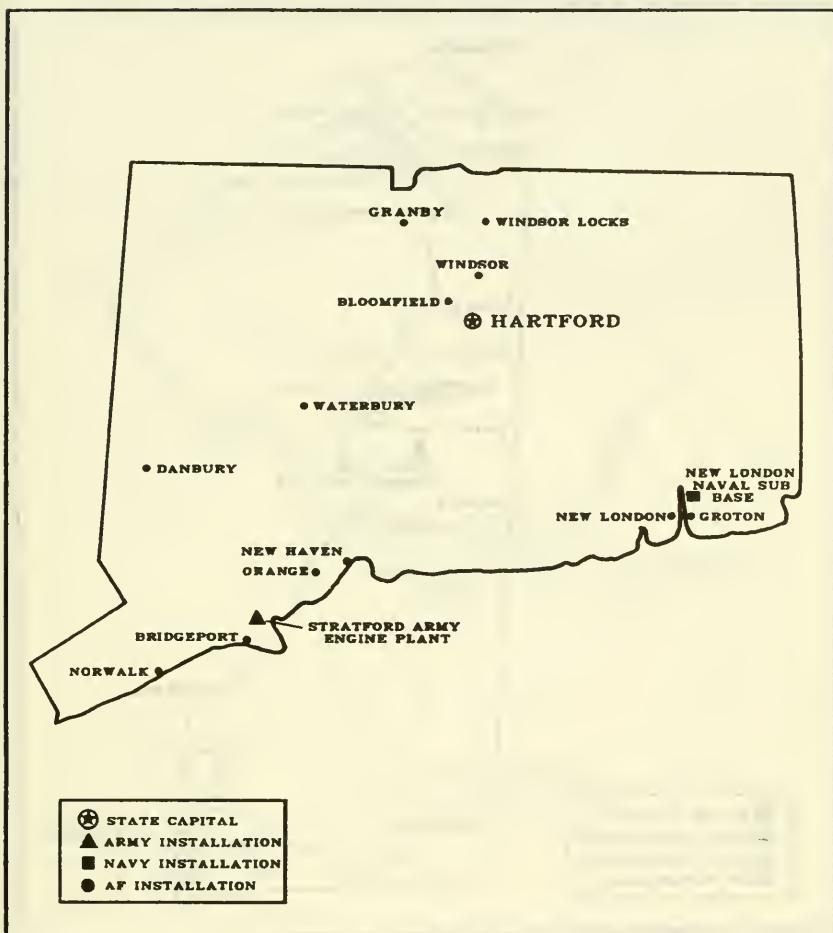 GRANBY
WINDSOR LOCKS
WINDSOR
BLOOMFIELD
HARTFORD
WATERBURY
DANBURY
NEW LONDON
NAVAL SUB
BASE
NEW LONDON
GROTON
NEW HAVEN
ORANGE
STRATFORD ARMY
ENGINE PLANT
BRIDGEPORT
NORWALK
STATE CAPITAL
ARMY INSTALLATION
NAVY INSTALLATION
AF INSTALLATION